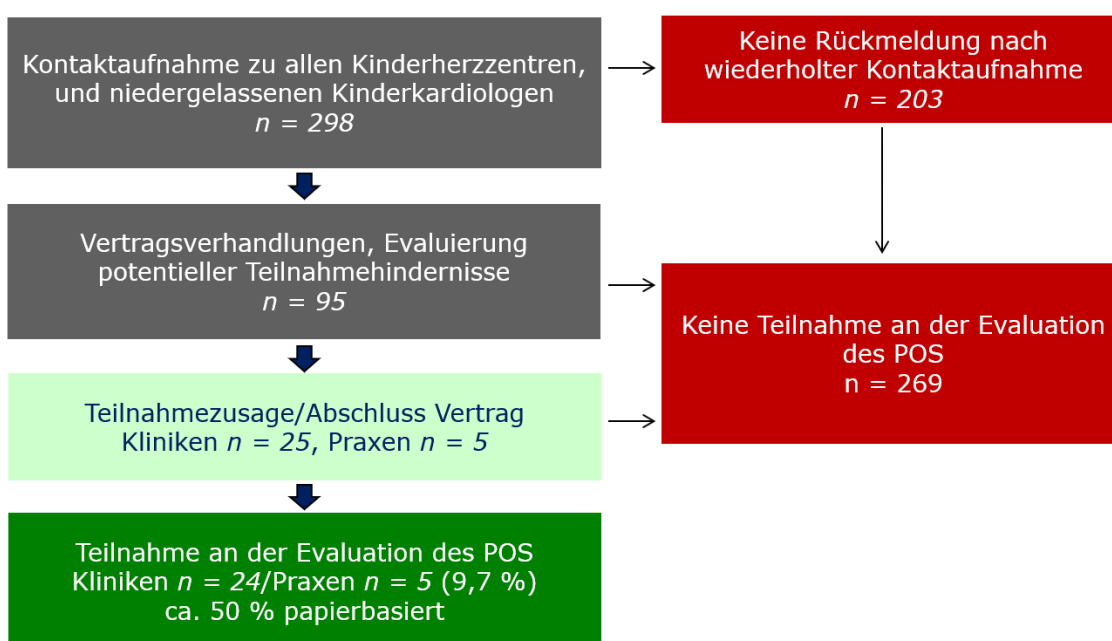 Kontaktaufnahme zu allen Kinderherzzentren,
und niedergelassenen Kinderkardiologen
n = 298
Keine Rückmeldung nach
wiederholter Kontaktaufnahme
n = 203
Vertragsverhandlungen, Evaluierung
potentieller Teilnahmehindernisse
n = 95
Keine Teilnahme an der Evaluation
des POS
n = 269
Teilnahmezusage/Abschluss Vertrag
Kliniken n = 25, Praxen n = 5
Teilnahme an der Evaluation des POS
Kliniken n = 24/Praxen n = 5 (9,7 %)
ca. 50 % papierbasiert